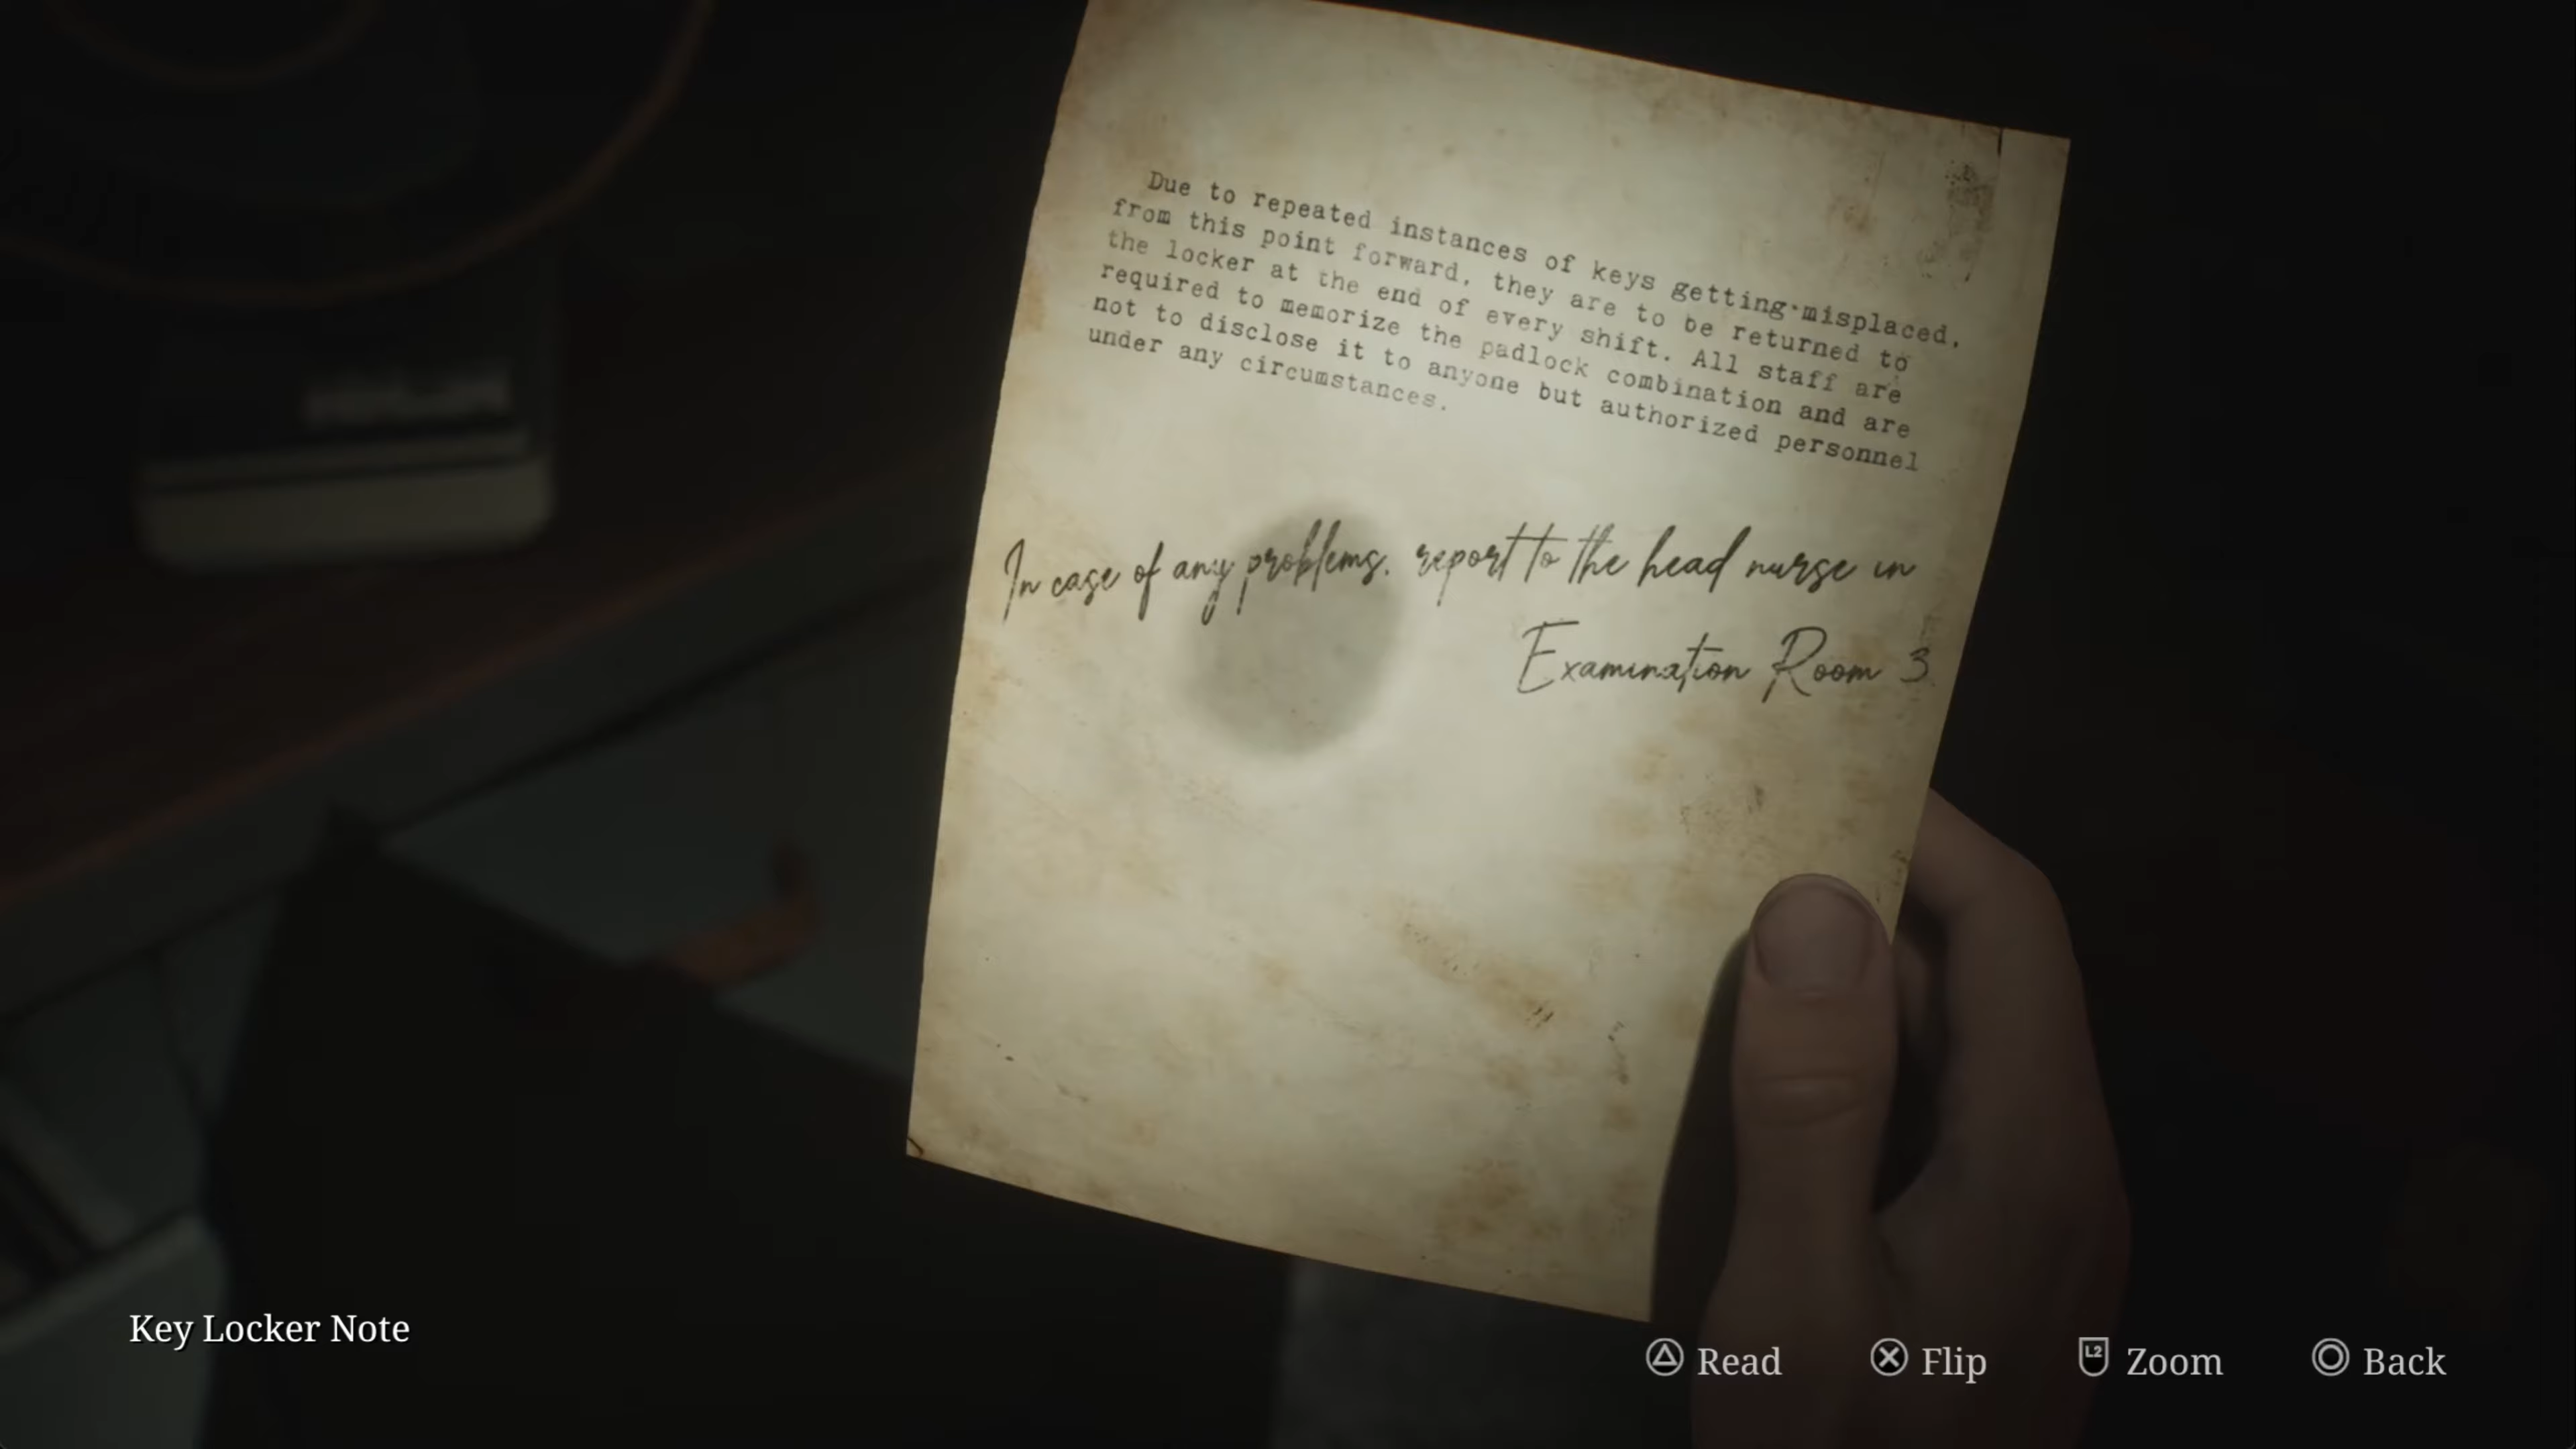 Due to repeated instances of keys getting misplaced,
from this point forward, they are to be returned to
the locker at the end of every shift. All staff are
required to memorize the padlock combination and are
not to disclose it to anyone but authorized personnel
under any circumstances.
In case of any problems, report to the head nurse in
Examination Room 3.
Key Locker Note
Read
Flip
L2 Zoom
Back